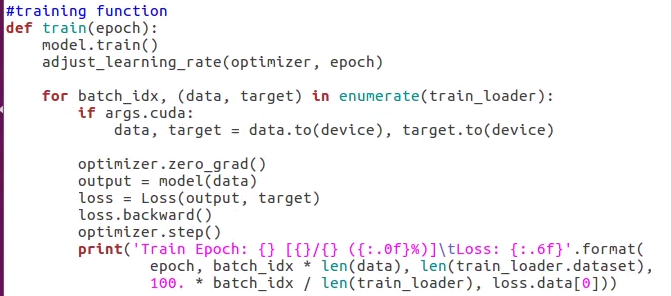 #training function
def train(epoch):
    model.train()
    adjust_learning_rate(optimizer, epoch)

    for batch_idx, (data, target) in enumerate(train_loader):
        if args.cuda:
            data, target = data.to(device), target.to(device)

        optimizer.zero_grad()
        output = model(data)
        loss = Loss(output, target)
        loss.backward()
        optimizer.step()
        print('Train Epoch: {} [{}/{} ({:.0f}%)]\tLoss: {:.6f}'.format(
                epoch, batch_idx * len(data), len(train_loader.dataset),
                100. * batch_idx / len(train_loader), loss.data[0]))